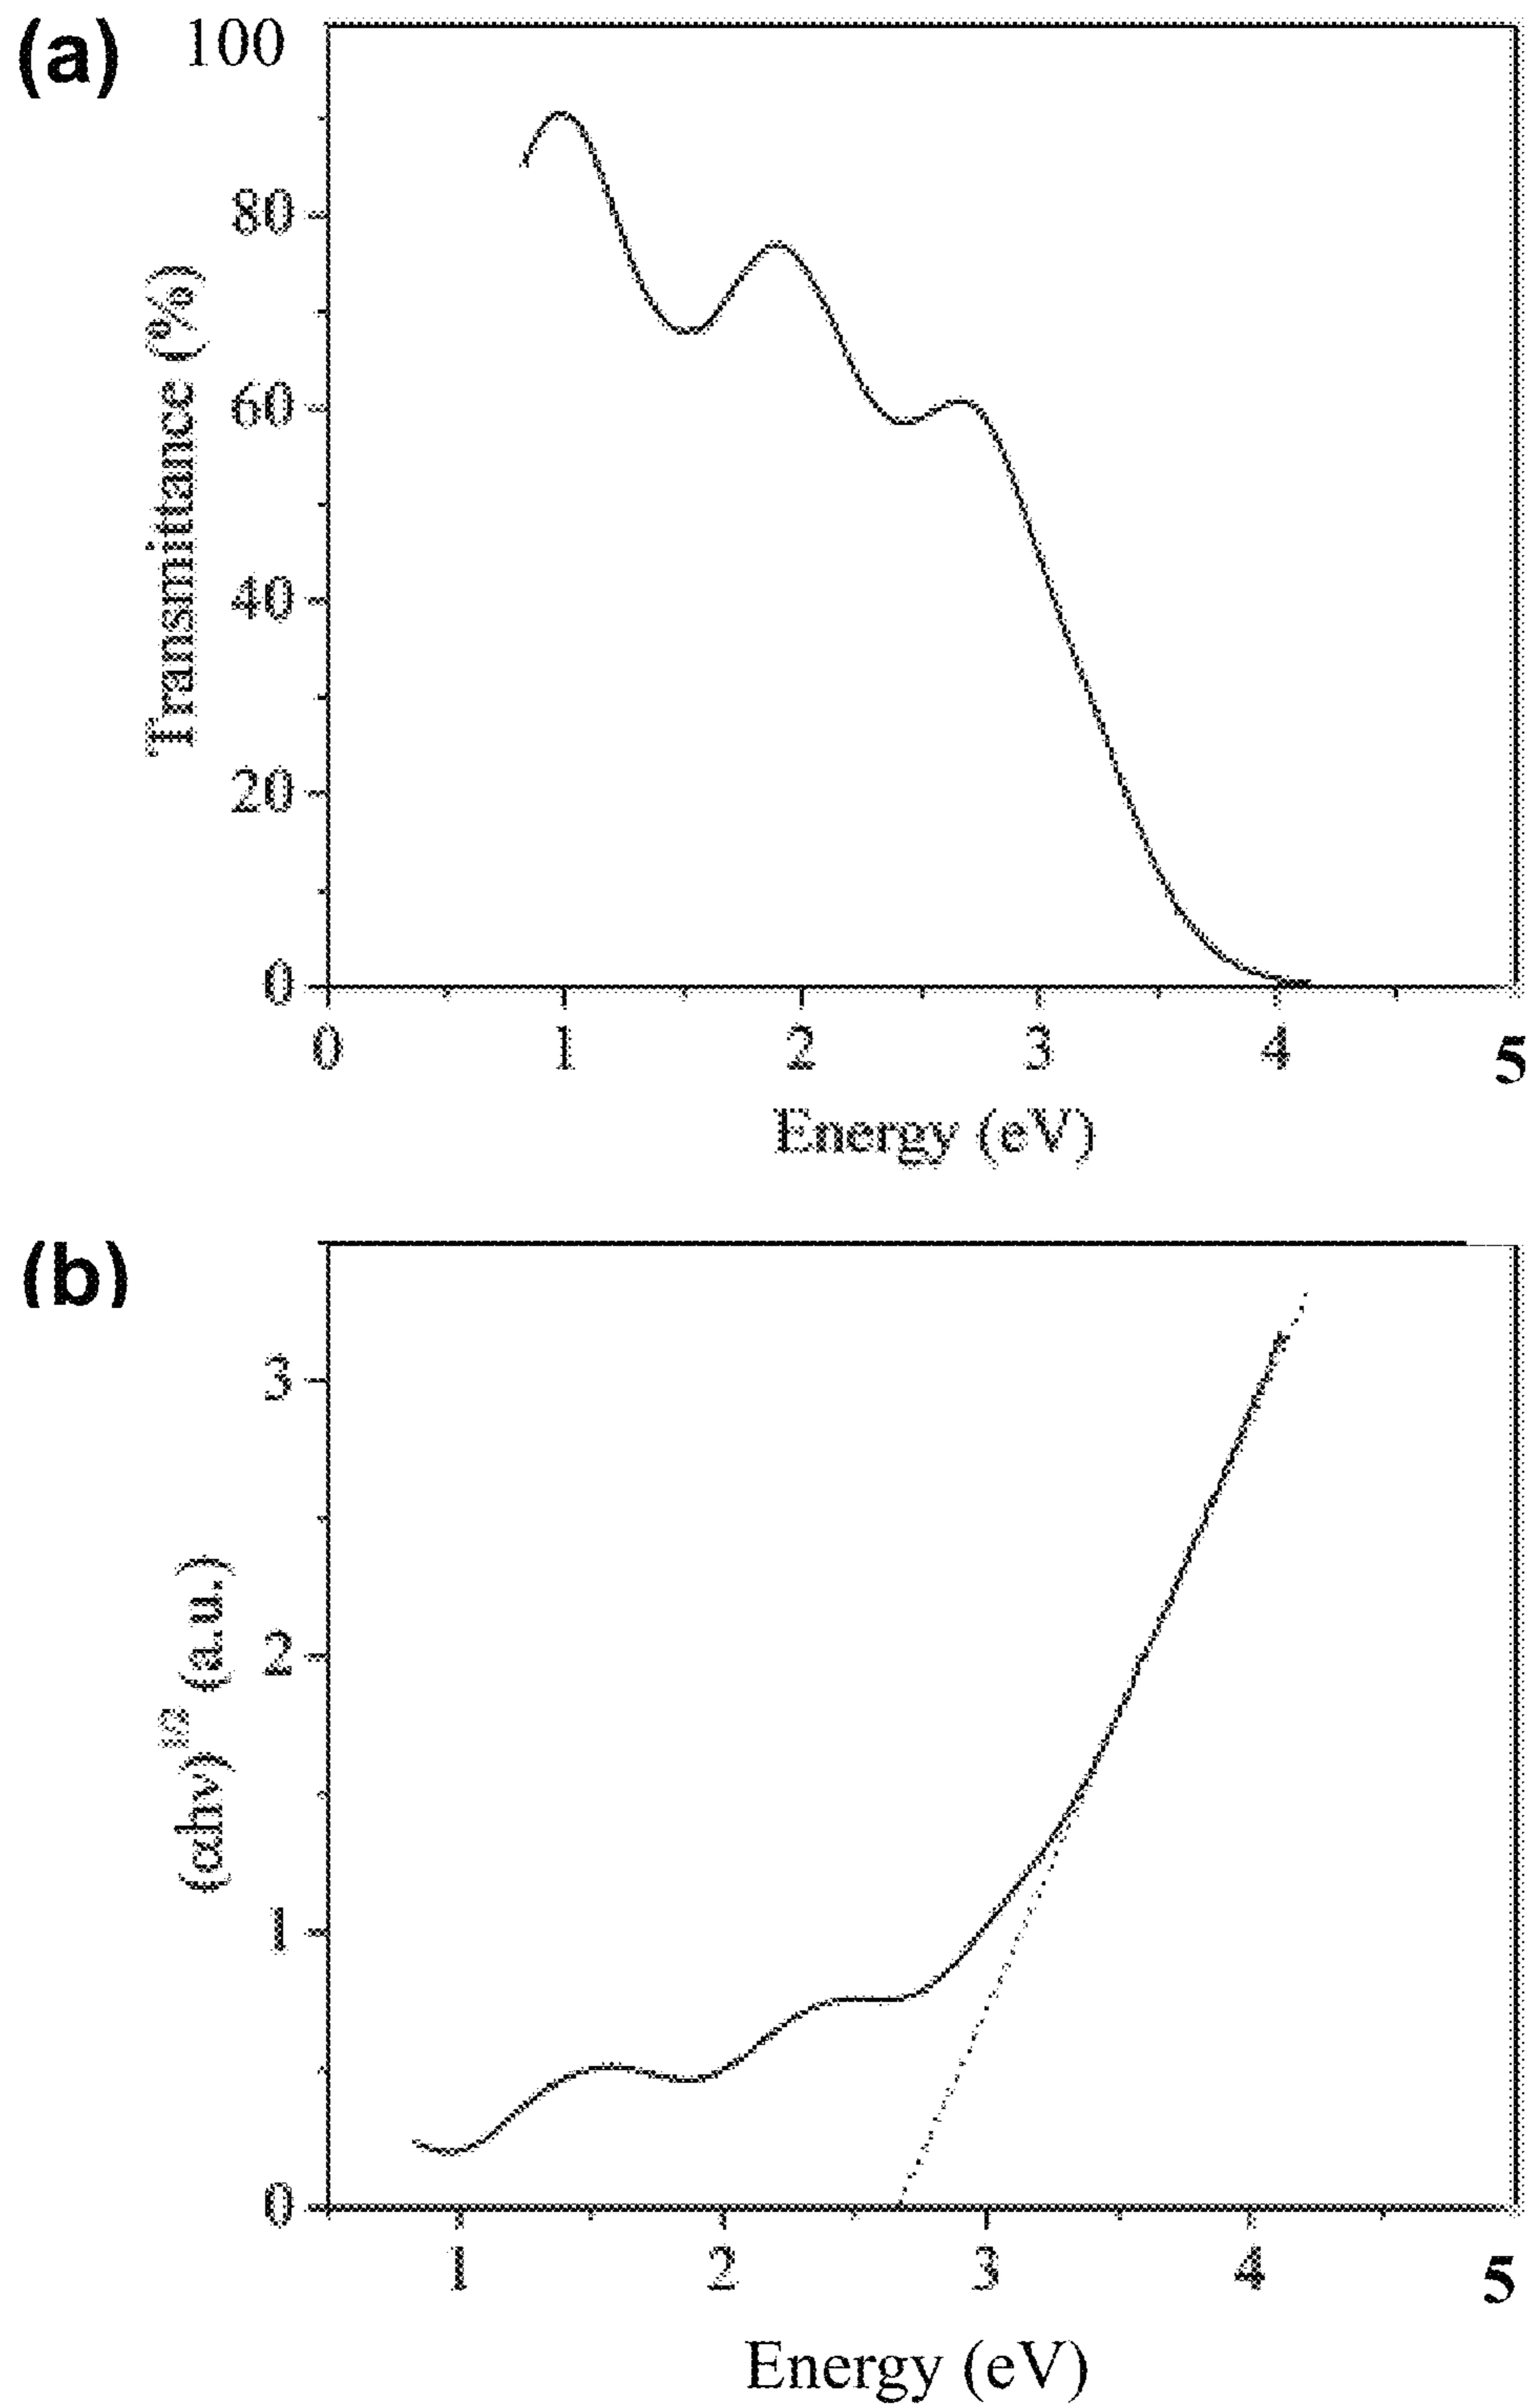 (a)
100
80
60
40
20
0
Transmittance (%)
0 1 2 3 4 5
Energy (eV)
(b)
3
2
1
0
(αhν)^1/2 (a.u.)
1 2 3 4 5
Energy (eV)